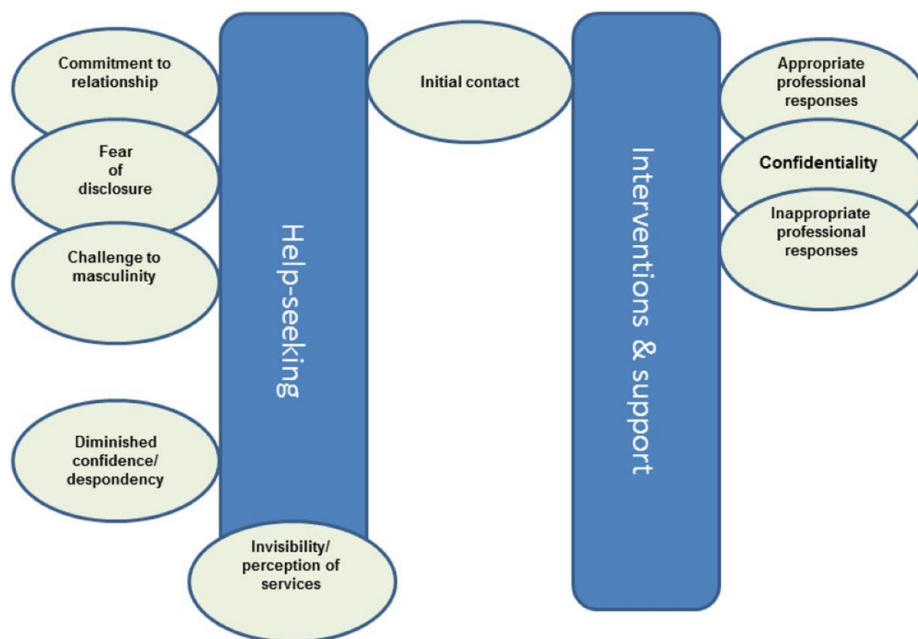 Commitment to
relationship
Fear
of
disclosure
Challenge to
masculinity
Diminished
confidence/
despondency
Help-seeking
Invisibility/
perception of
services
Initial contact
Interventions & support
Appropriate
professional
responses
Confidentiality
Inappropriate
professional
responses